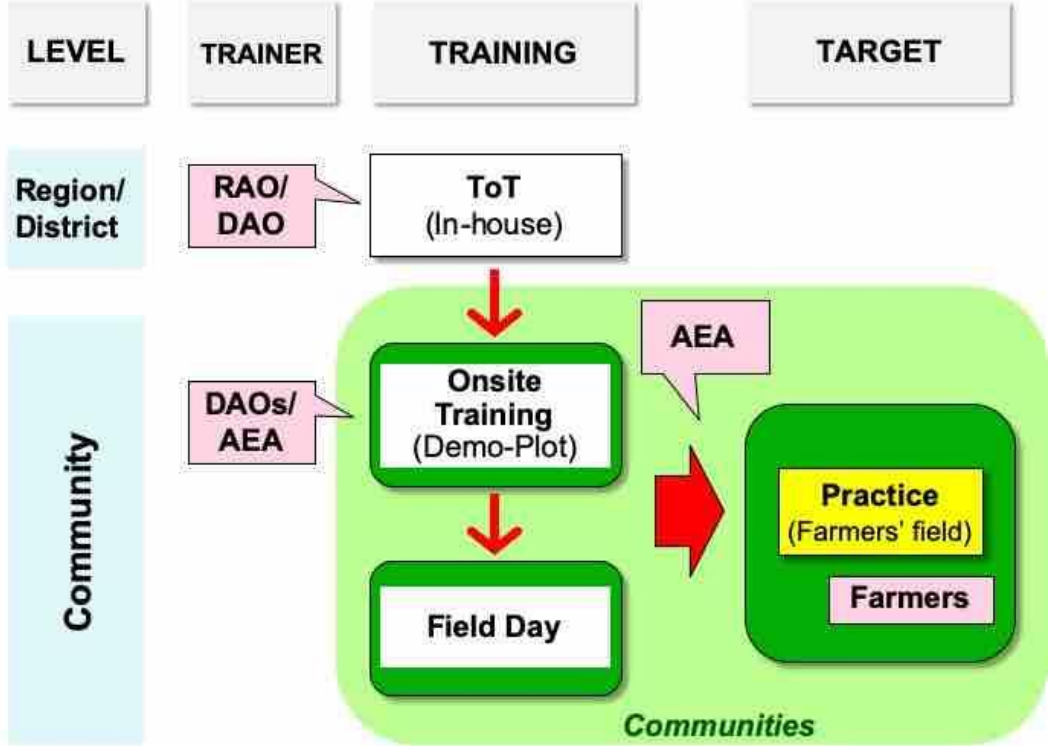 LEVEL
TRAINER
TRAINING
TARGET
Region/
District
RAO/
DAO
ToT
(In-house)
Community
DAOs/
AEA
Onsite
Training
(Demo-Plot)
AEA
Practice
(Farmers' field)
Farmers
Field Day
Communities